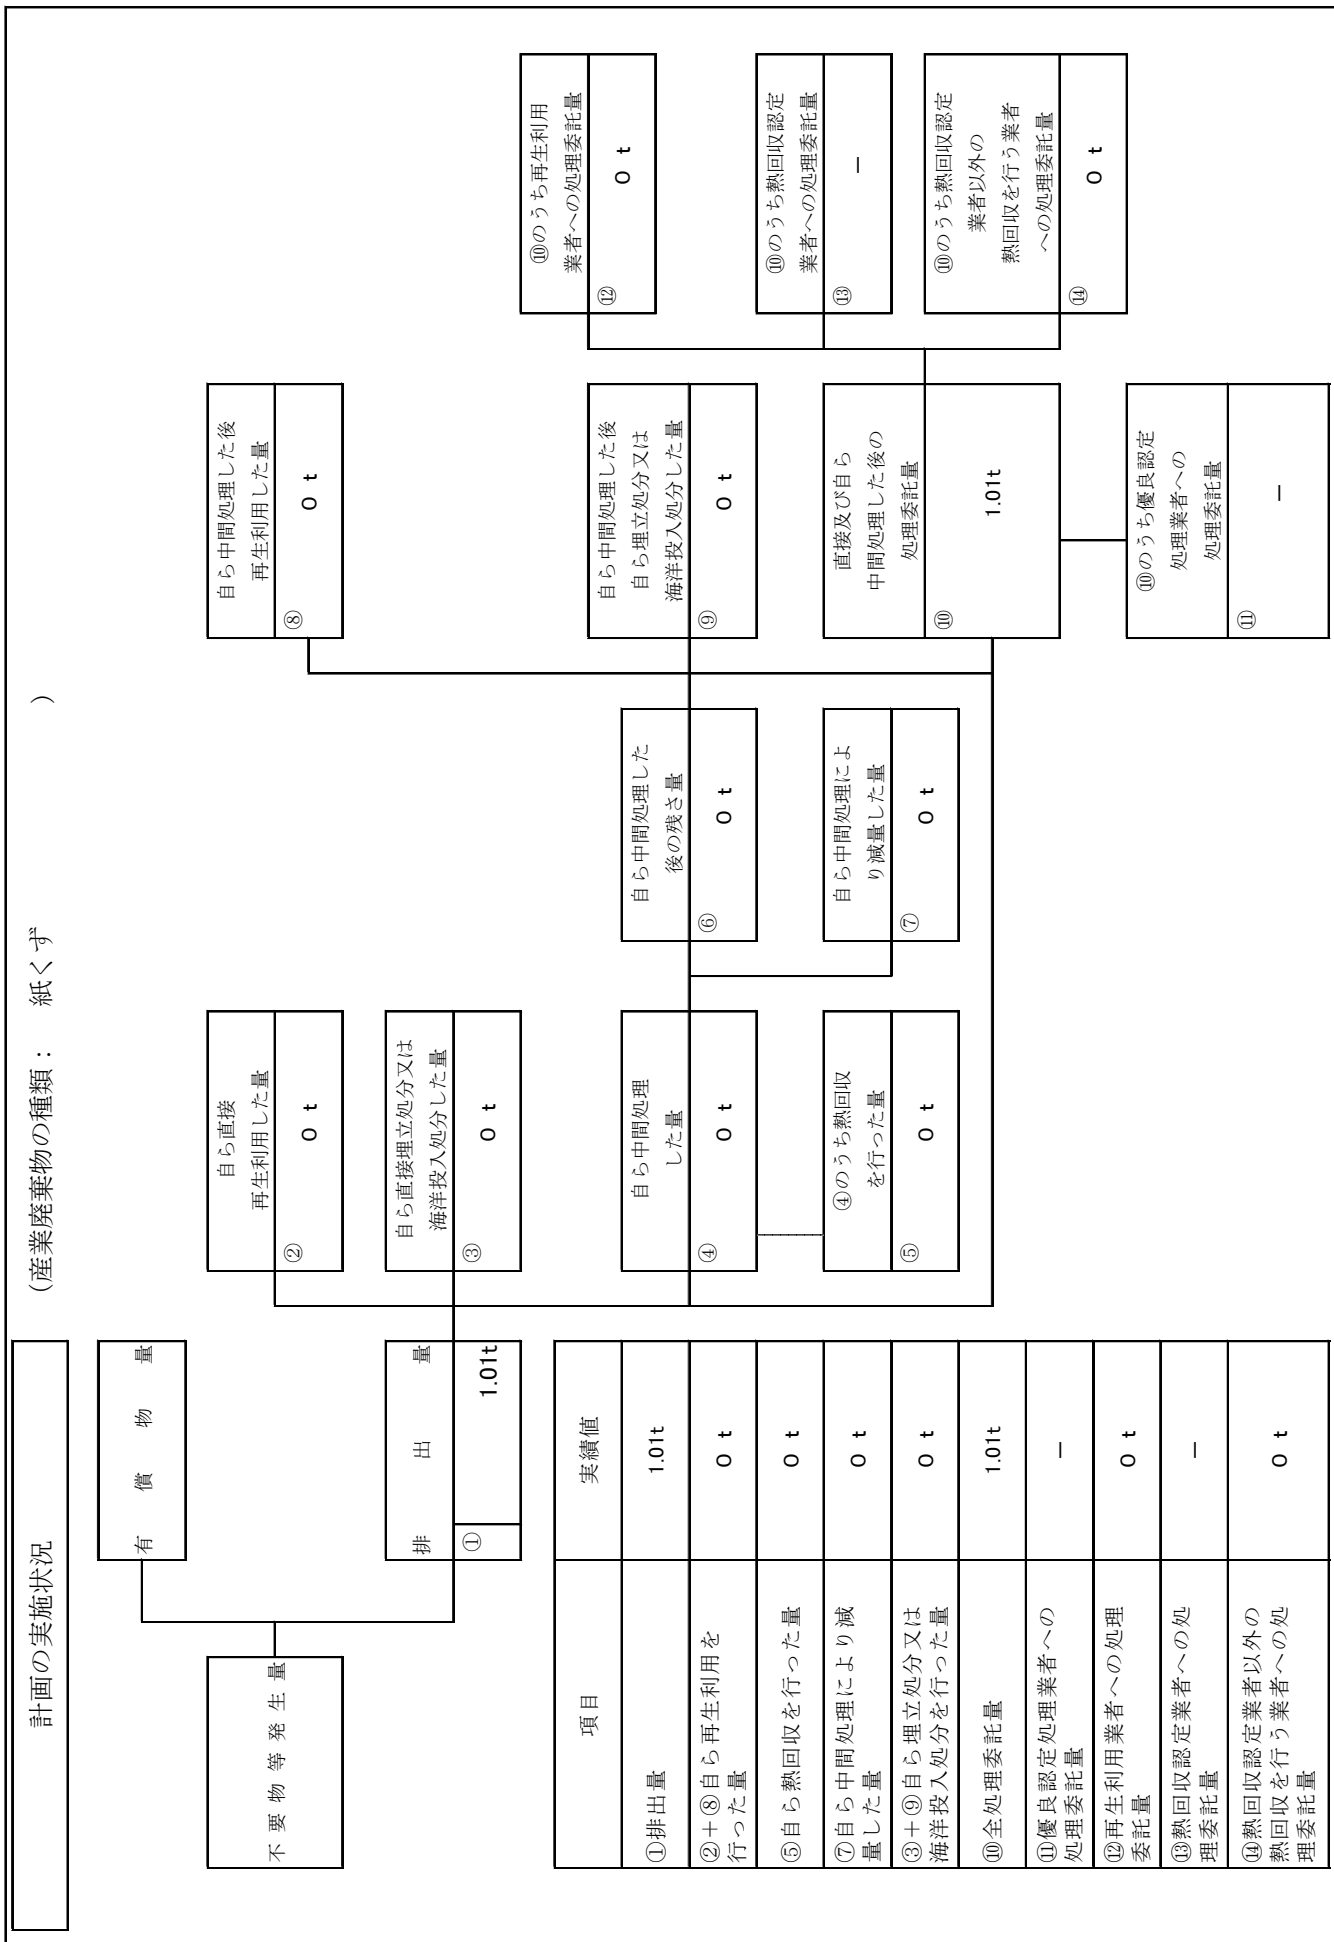 計画の実施状況
(産業廃棄物の種類： 紙くず )
不要物等発生量
有償物量
排出量
① 1.01t
自ら直接
再生利用した量
② 0 t
自ら直接埋立処分又は
海洋投入処分した量
③ 0 t
自ら中間処理
した量
④ 0 t
④のうち熱回収
を行った量
⑤ 0 t
自ら中間処理した
後の残さ量
⑥ 0 t
自ら中間処理によ
り減量した量
⑦ 0 t
自ら中間処理した後
再生利用した量
⑧ 0 t
自ら中間処理した後
自ら埋立処分又は
海洋投入処分した量
⑨ 0 t
直接及び自ら
中間処理した後の
処理委託量
⑩ 1.01t
⑩のうち優良認定
処理業者への
処理委託量
⑪ －
⑩のうち再生利用
業者への処理委託量
⑫ 0 t
⑩のうち熱回収認定
業者への処理委託量
⑬ －
⑩のうち熱回収認定
業者以外の
熱回収を行う業者
への処理委託量
⑭ 0 t
項目 実績値
①排出量 1.01t
②＋⑧自ら再生利用を
行った量 0 t
⑤自ら熱回収を行った量 0 t
⑦自ら中間処理により減
量した量 0 t
③＋⑨自ら埋立処分又は
海洋投入処分を行った量 0 t
⑩全処理委託量 1.01t
⑪優良認定処理業者への
処理委託量 －
⑫再生利用業者への処理
委託量 0 t
⑬熱回収認定業者への処
理委託量 －
⑭熱回収認定業者以外の
熱回収を行う業者への処
理委託量 0 t